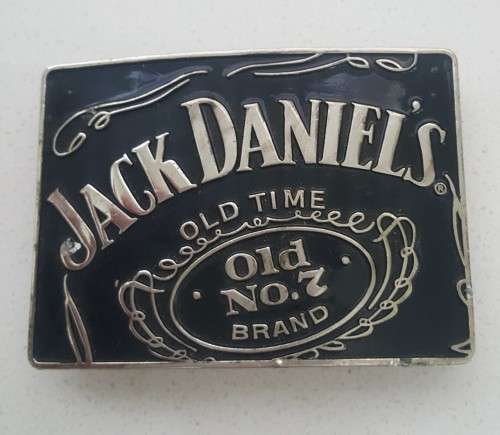 JACK DANIEL'S
®
OLD TIME
Old
No. 7
BRAND